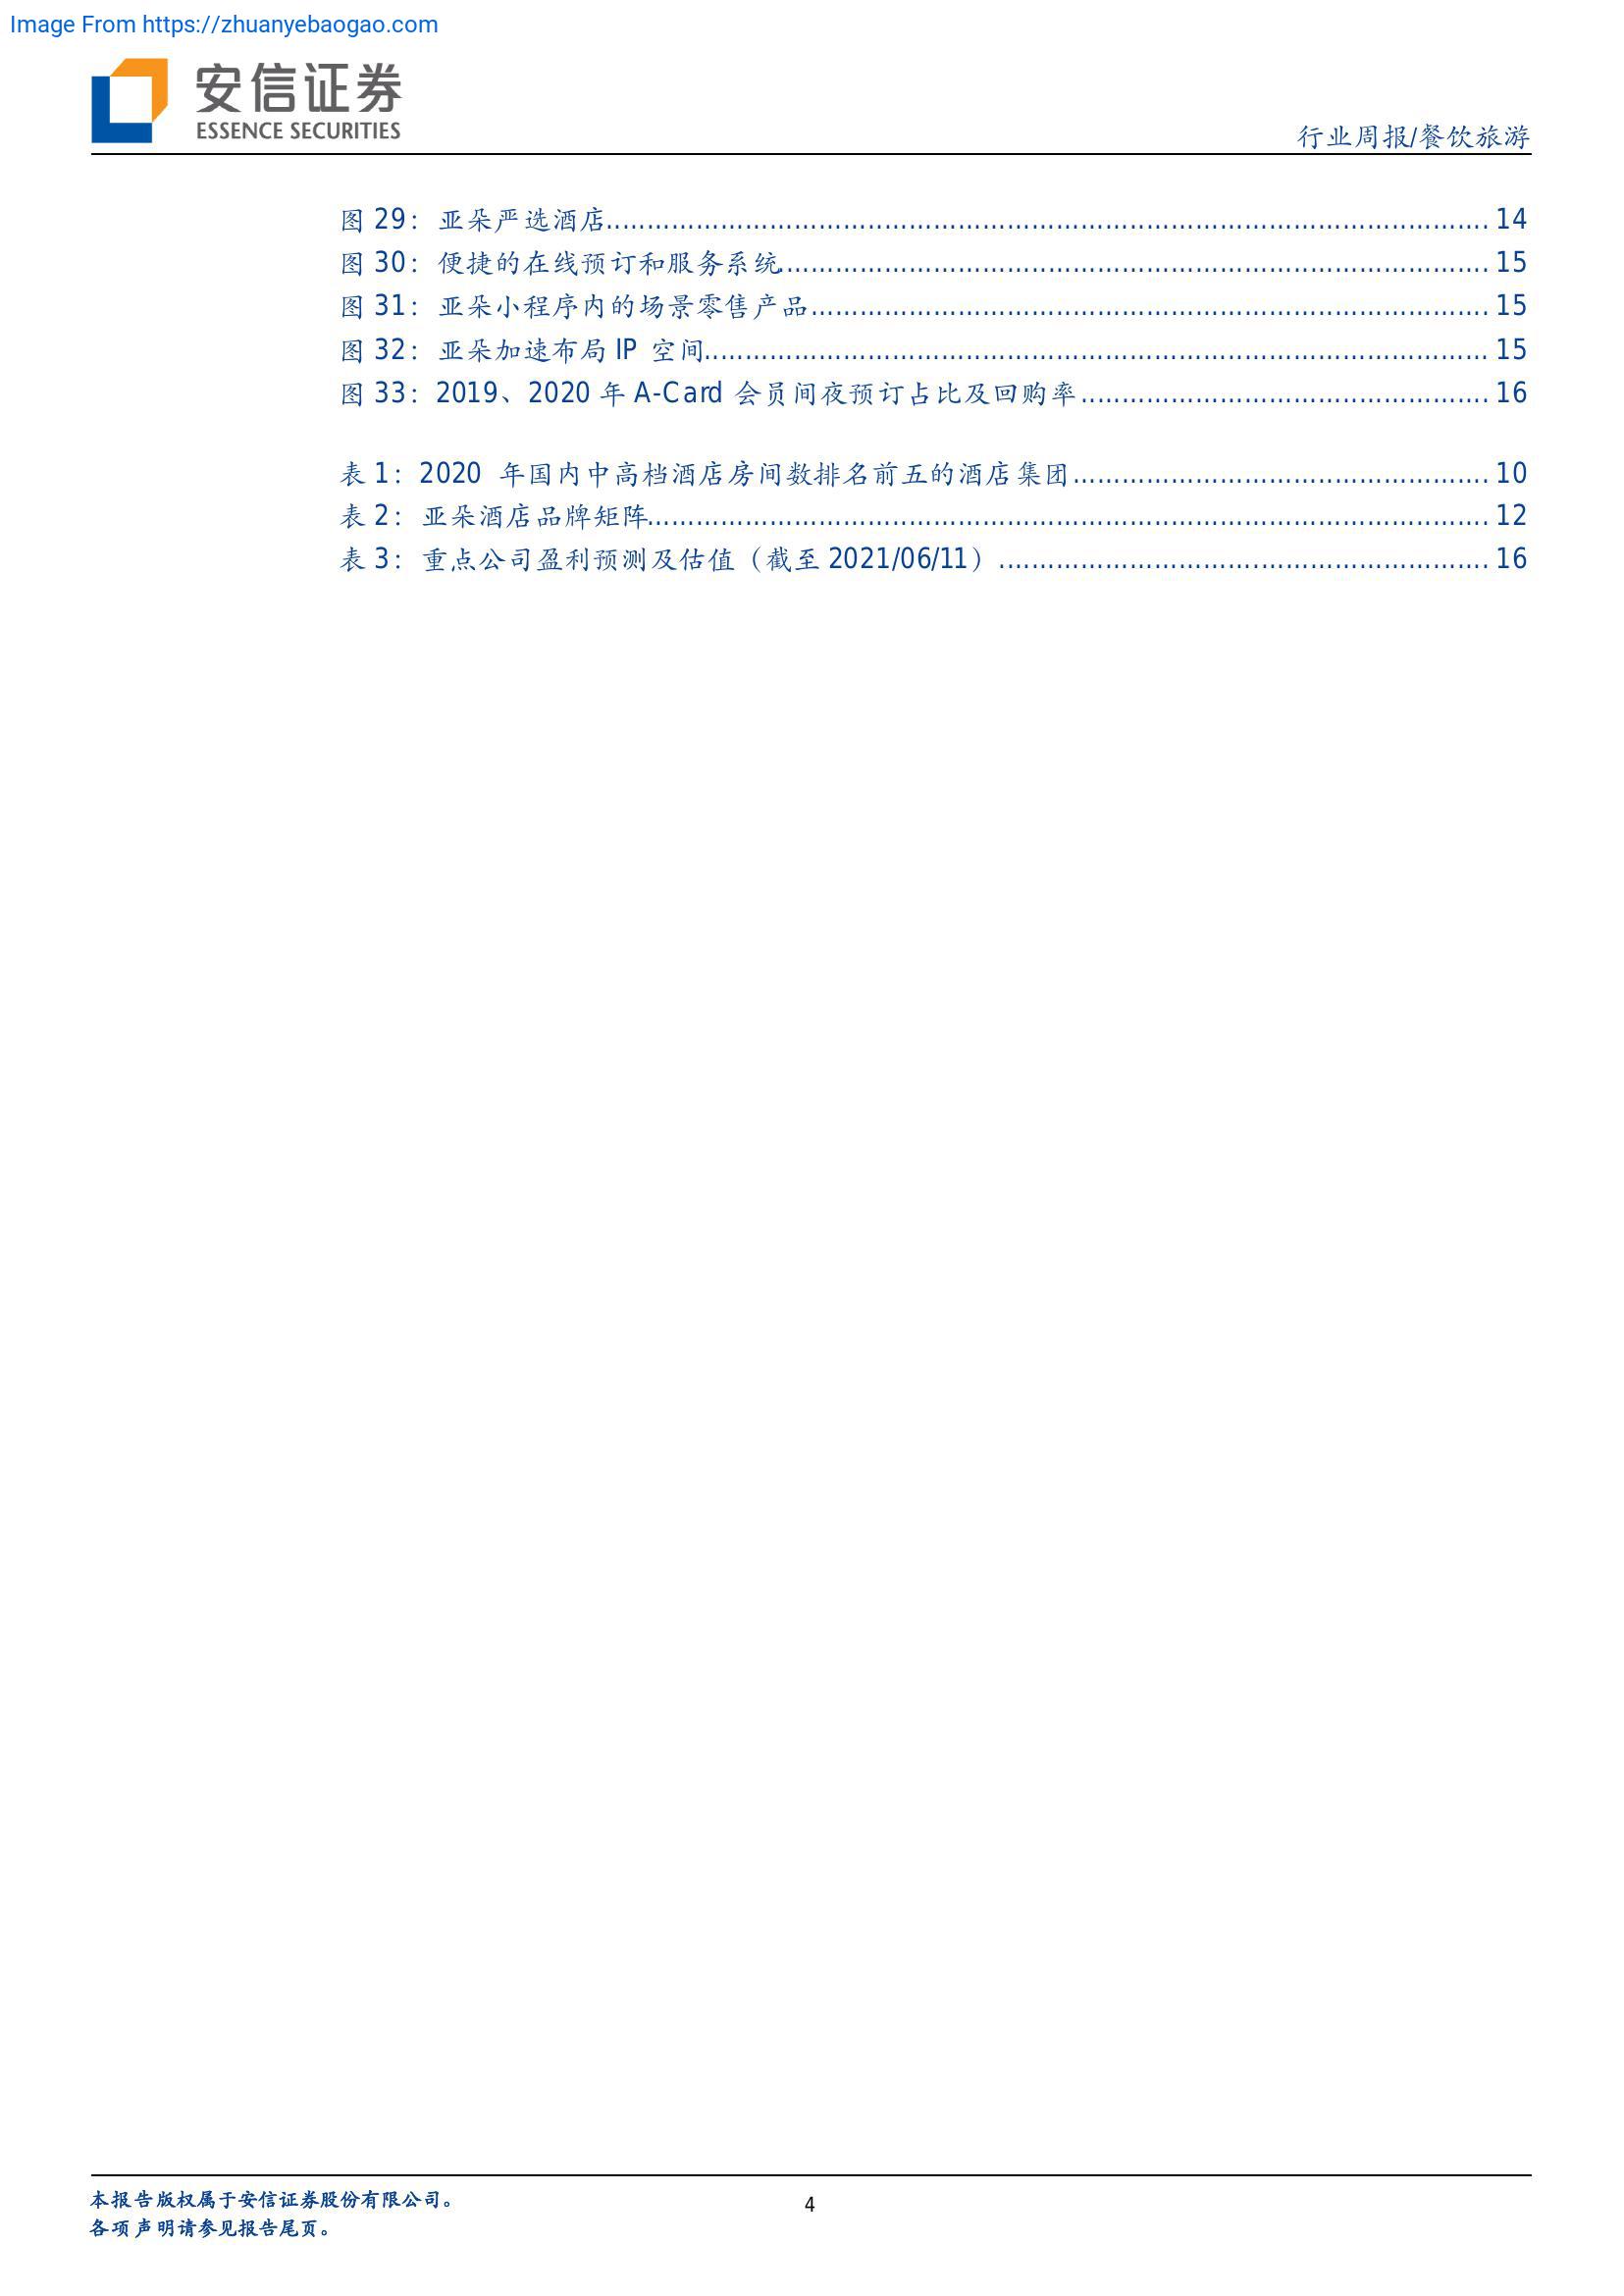 Image From https://zhuanyebaogao.com
安信证券
ESSENCE SECURITIES
行业周报/餐饮旅游
图 29：亚朵严选酒店 14
图 30：便捷的在线预订和服务系统 15
图 31：亚朵小程序内的场景零售产品 15
图 32：亚朵加速布局 IP 空间 15
图 33：2019、2020 年 A-Card 会员间夜预订占比及回购率 16
表 1：2020 年国内中高档酒店房间数排名前五的酒店集团 10
表 2：亚朵酒店品牌矩阵 12
表 3：重点公司盈利预测及估值（截至 2021/06/11） 16
本报告版权属于安信证券股份有限公司。
4
各项声明请参见报告尾页。